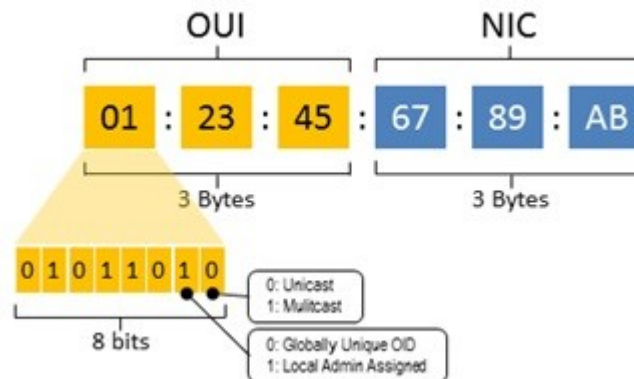 OUI NIC
01 : 23 : 45 : 67 : 89 : AB
3 Bytes 3 Bytes
0 1 0 1 1 0 1 0
0: Unicast
1: Mulitcast
8 bits
0: Globally Unique OID
1: Local Admin Assigned